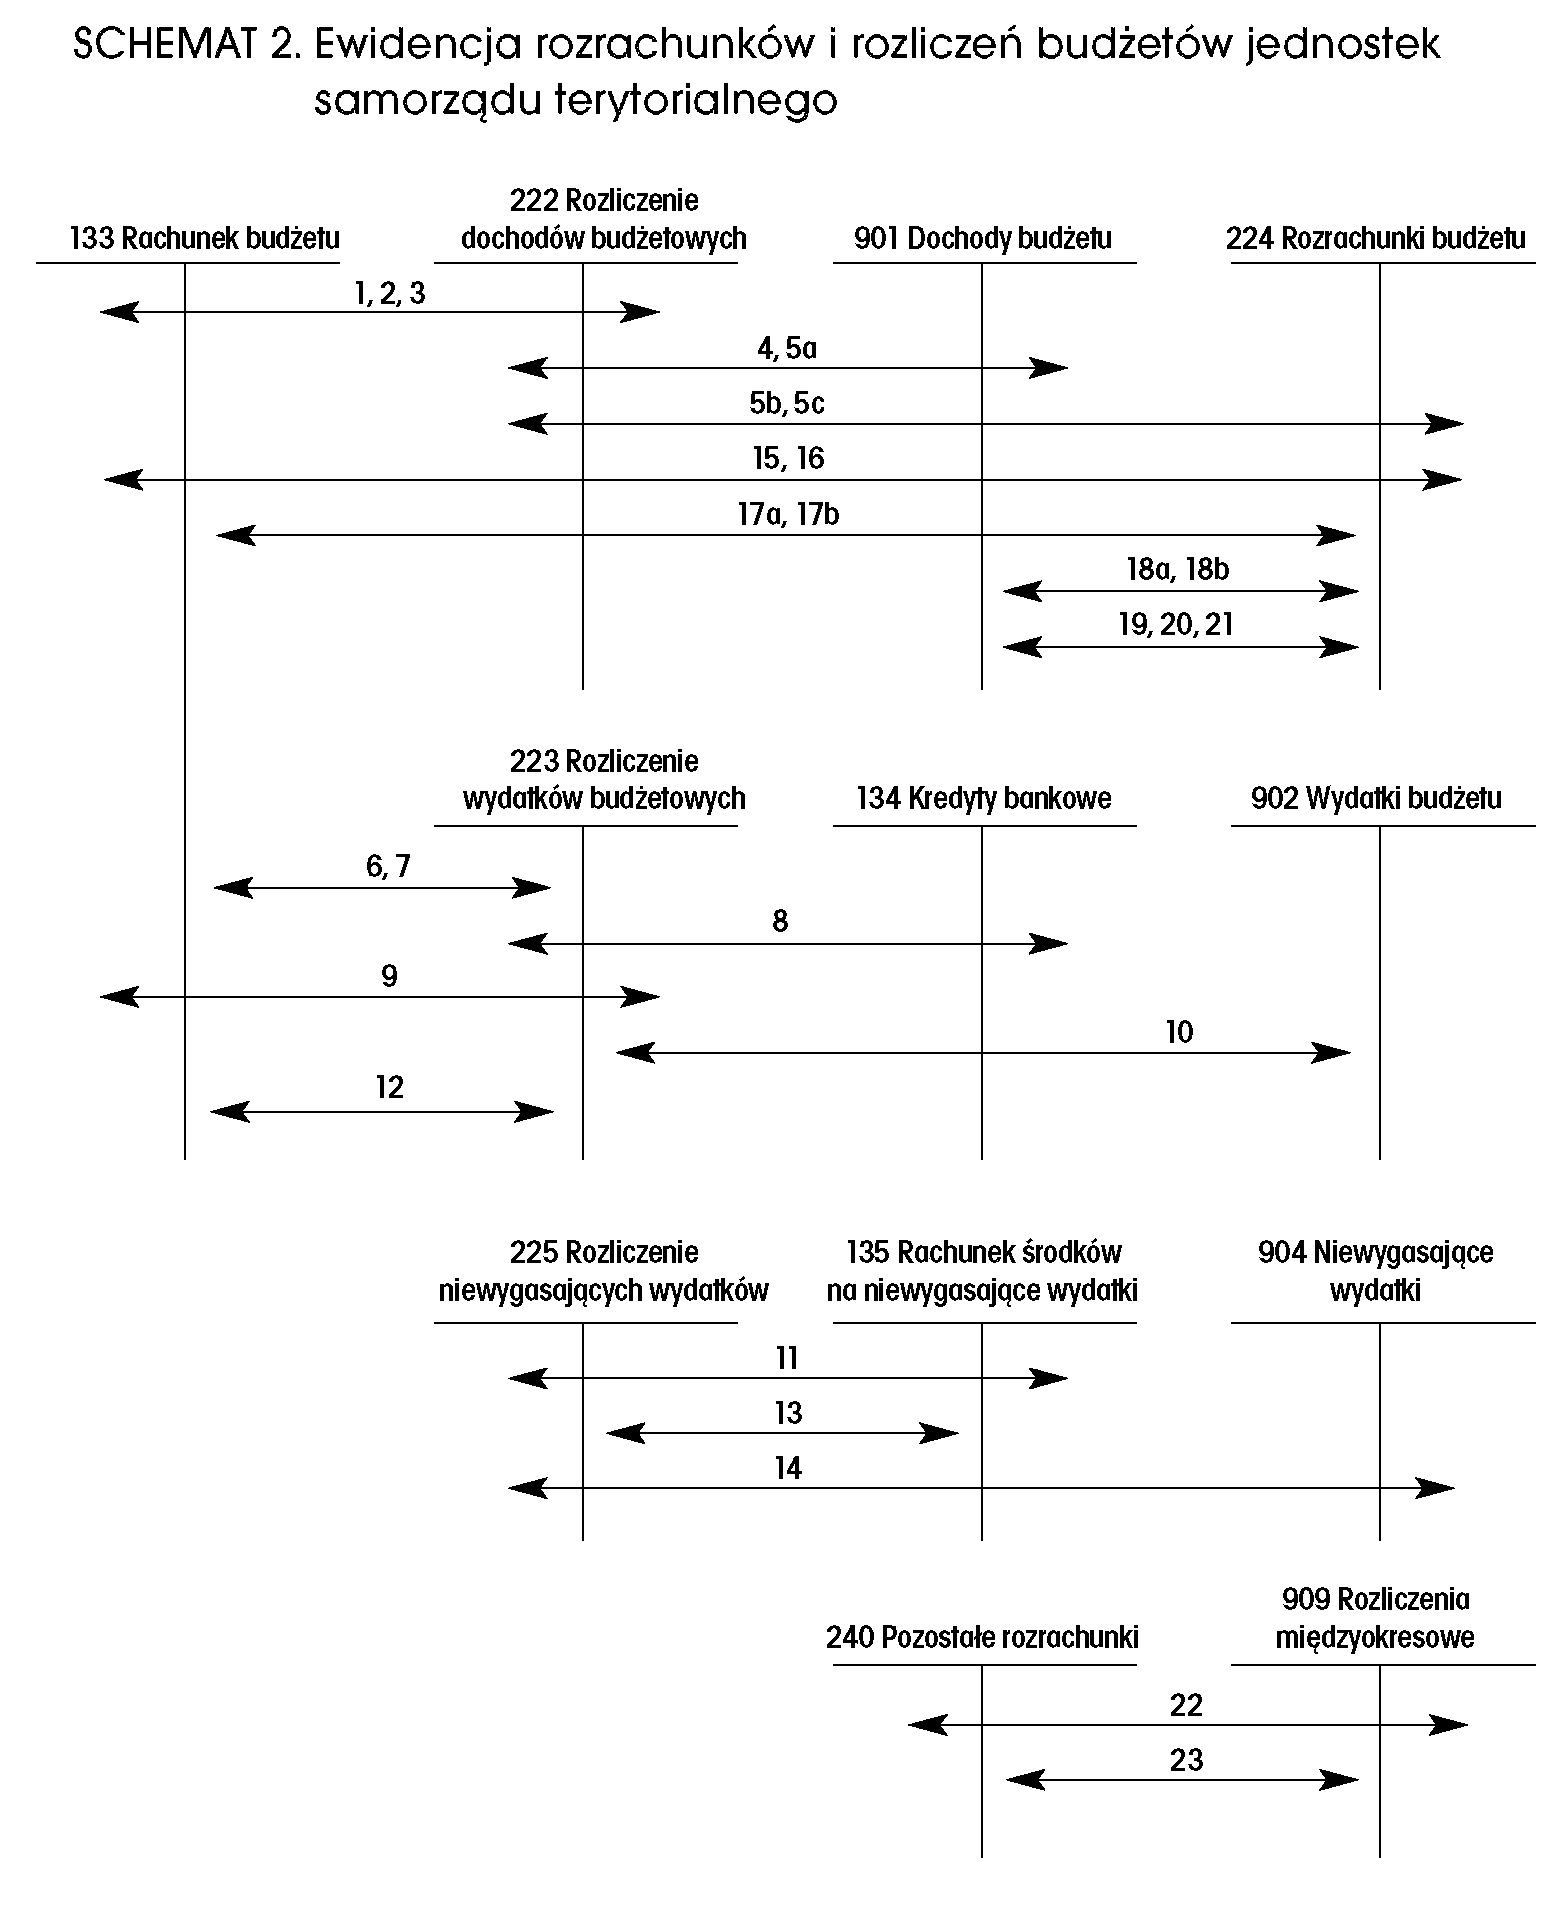 SCHEMAT 2. Ewidencja rozrachunków i rozliczeń budżetów jednostek
samorządu terytorialnego
133 Rachunek budżetu
222 Rozliczenie
dochodów budżetowych
901 Dochody budżetu
224 Rozrachunki budżetu
1, 2, 3
4, 5a
5b, 5c
15, 16
17a, 17b
18a, 18b
19, 20, 21
223 Rozliczenie
wydatków budżetowych
134 Kredyty bankowe
902 Wydatki budżetu
6, 7
8
9
10
12
225 Rozliczenie
niewygasających wydatków
135 Rachunek środków
na niewygasające wydatki
904 Niewygasające
wydatki
11
13
14
240 Pozostałe rozrachunki
909 Rozliczenia
międzyokresowe
22
23